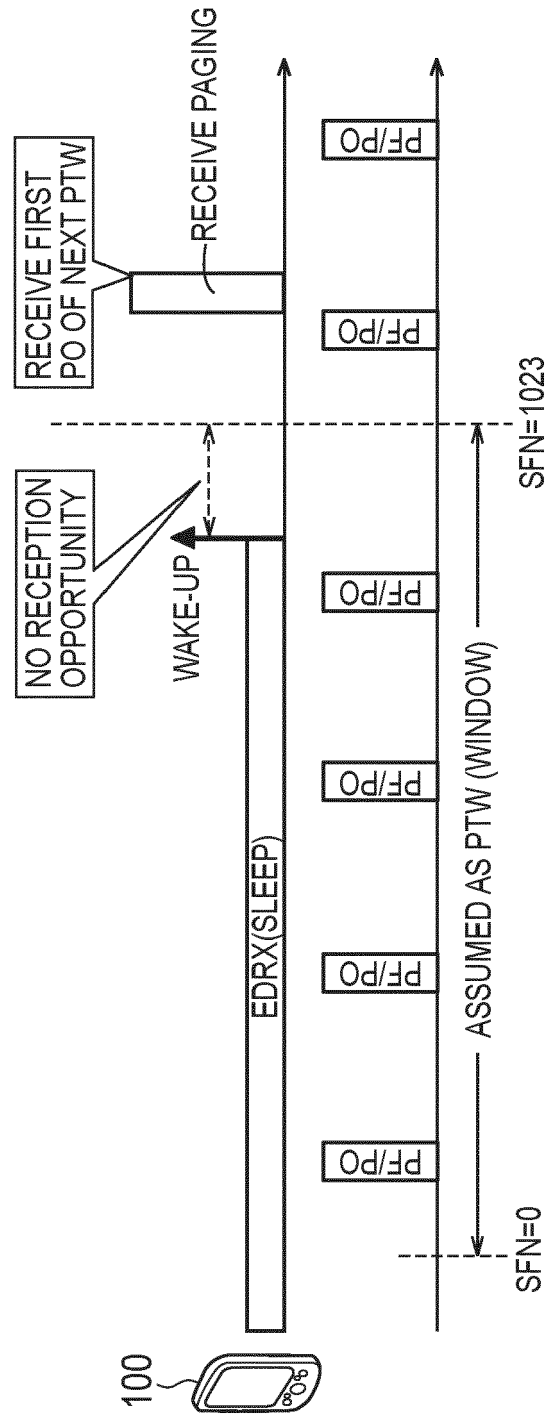 100
NO RECEPTION
OPPORTUNITY
RECEIVE FIRST
PO OF NEXT PTW
WAKE-UP
RECEIVE PAGING
EDRX(SLEEP)
PF/PO
PF/PO
PF/PO
PF/PO
PF/PO
PF/PO
ASSUMED AS PTW (WINDOW)
SFN=0
SFN=1023